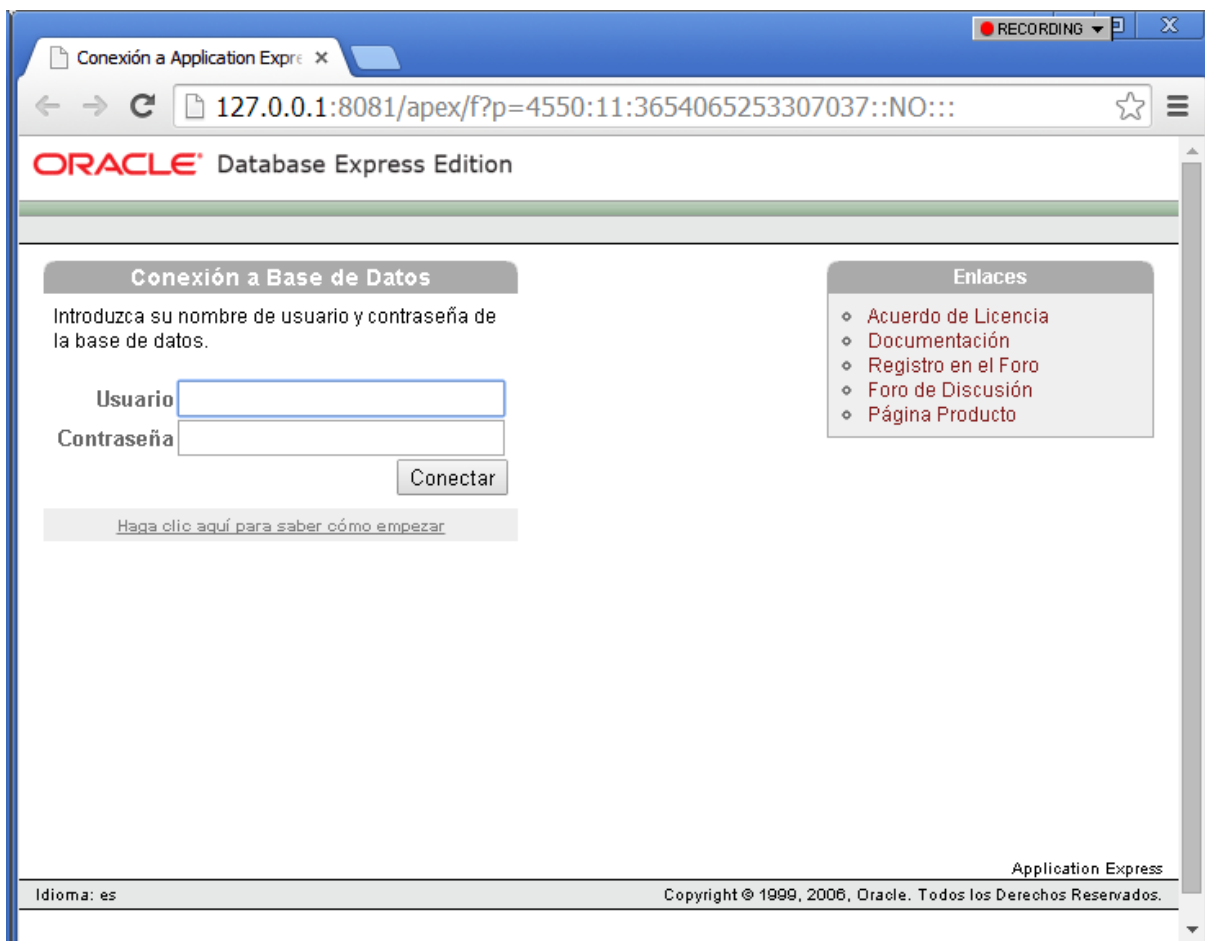 RECORDING
Conexión a Application Expre
127.0.0.1:8081/apex/f?p=4550:11:3654065253307037::NO:::
ORACLE Database Express Edition
Conexión a Base de Datos
Introduzca su nombre de usuario y contraseña de
la base de datos.
Usuario
Contraseña
Conectar
Haga clic aquí para saber cómo empezar
Enlaces
Acuerdo de Licencia
Documentación
Registro en el Foro
Foro de Discusión
Página Producto
Application Express
Idioma: es
Copyright © 1999, 2006, Oracle. Todos los Derechos Reservados.